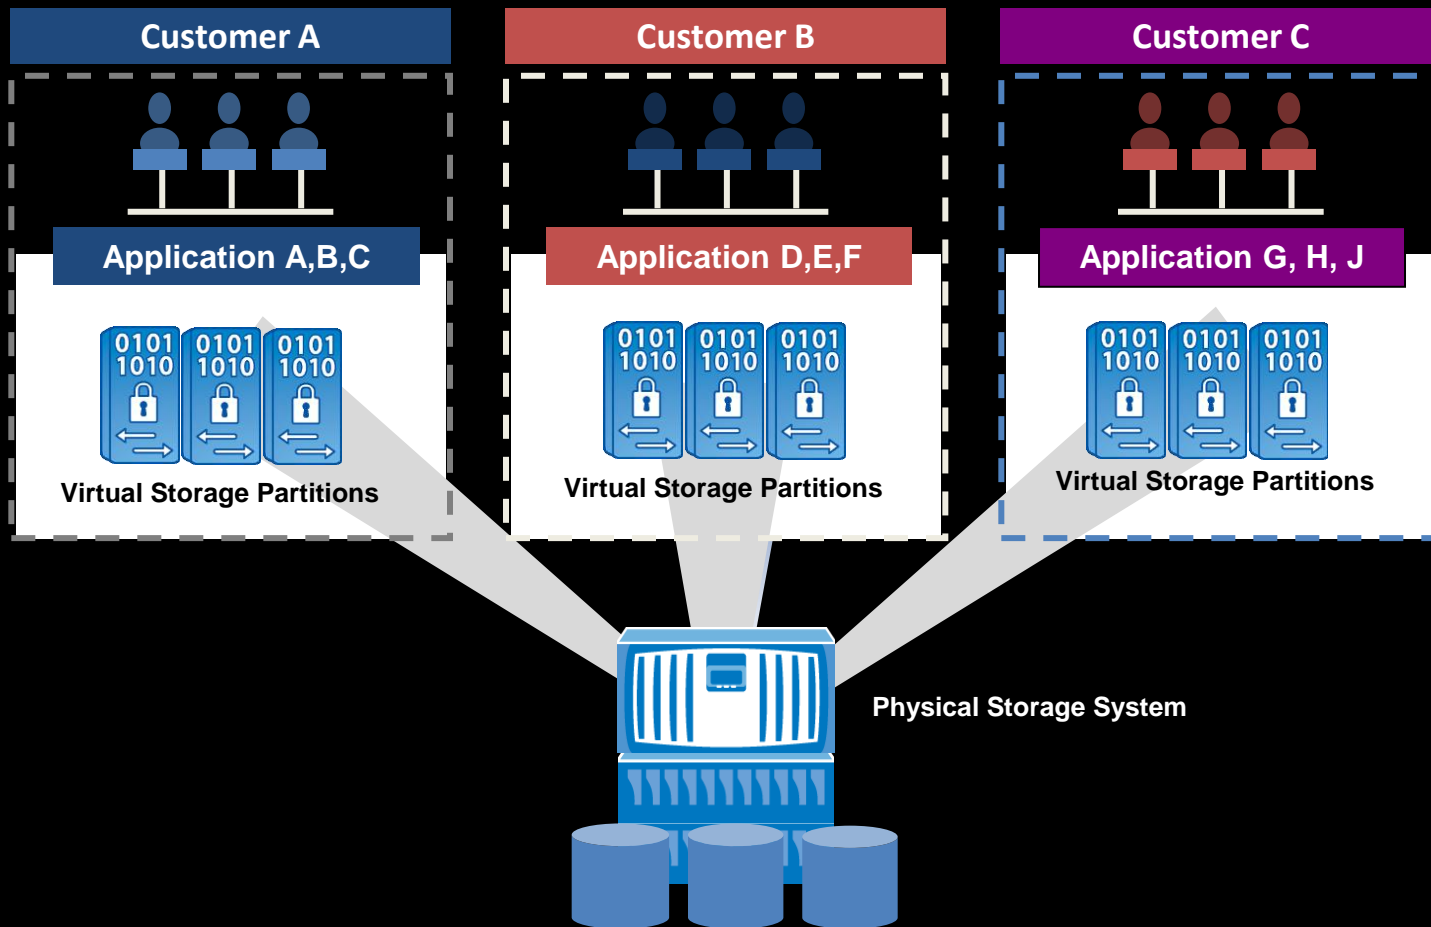 Customer A
Customer B
Customer C
Application A,B,C
Application D,E,F
Application G, H, J
0101
1010
0101
1010
0101
1010
0101
1010
0101
1010
0101
1010
0101
1010
0101
1010
0101
1010
Virtual Storage Partitions
Virtual Storage Partitions
Virtual Storage Partitions
Physical Storage System